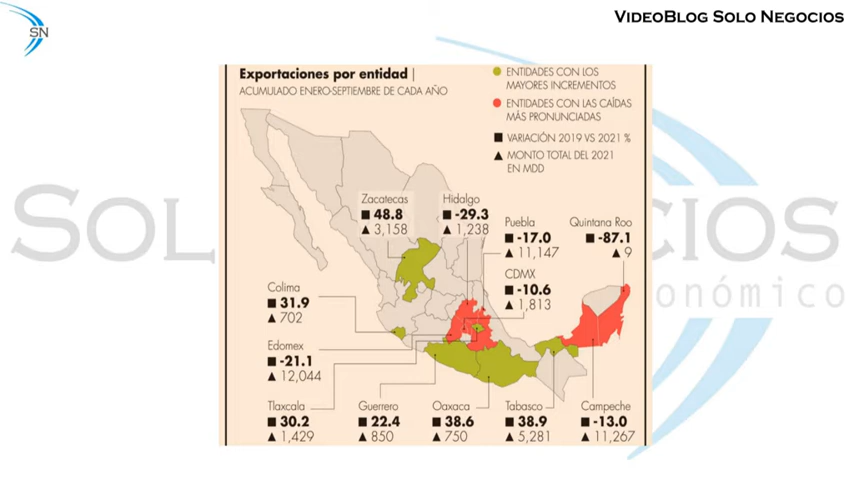 VIDEOBLOG SOLO NEGOCIOS
SN
Exportaciones por entidad |
ACUMULADO ENERO-SEPTIEMBRE DE CADA AÑO
● ENTIDADES CON LOS
MAYORES INCREMENTOS
● ENTIDADES CON LAS CAÍDAS
MÁS PRONUNCIADAS
■ VARIACIÓN 2019 VS 2021 %
▲ MONTO TOTAL DEL 2021
EN MDD
Zacatecas
■ 48.8
▲ 3,158
Hidalgo
■ -29.3
▲ 1,238
Puebla
■ -17.0
▲ 11,147
Quintana Roo
■ -87.1
▲ 9
CDMX
■ -10.6
▲ 1,813
Colima
■ 31.9
▲ 702
Edomex
■ -21.1
▲ 12,044
Tlaxcala
■ 30.2
▲ 1,429
Guerrero
■ 22.4
▲ 850
Oaxaca
■ 38.6
▲ 750
Tabasco
■ 38.9
▲ 5,281
Campeche
■ -13.0
▲ 11,267